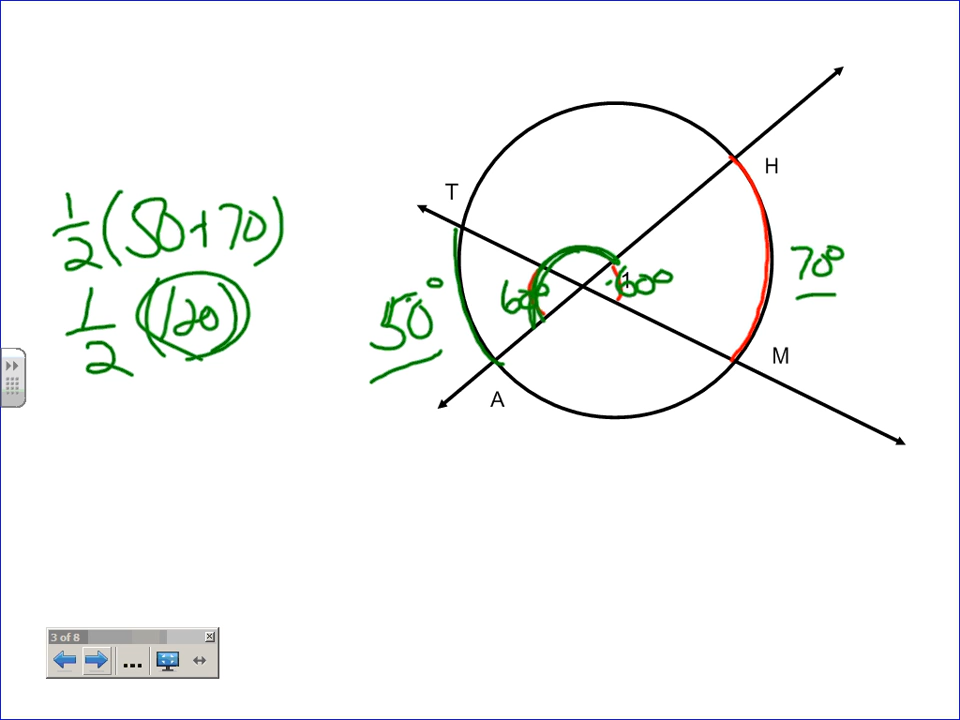 H
T
1/2(50+70)
70°
60° 1 60°
1/2 (120)
50°
M
A
3 of 8
...